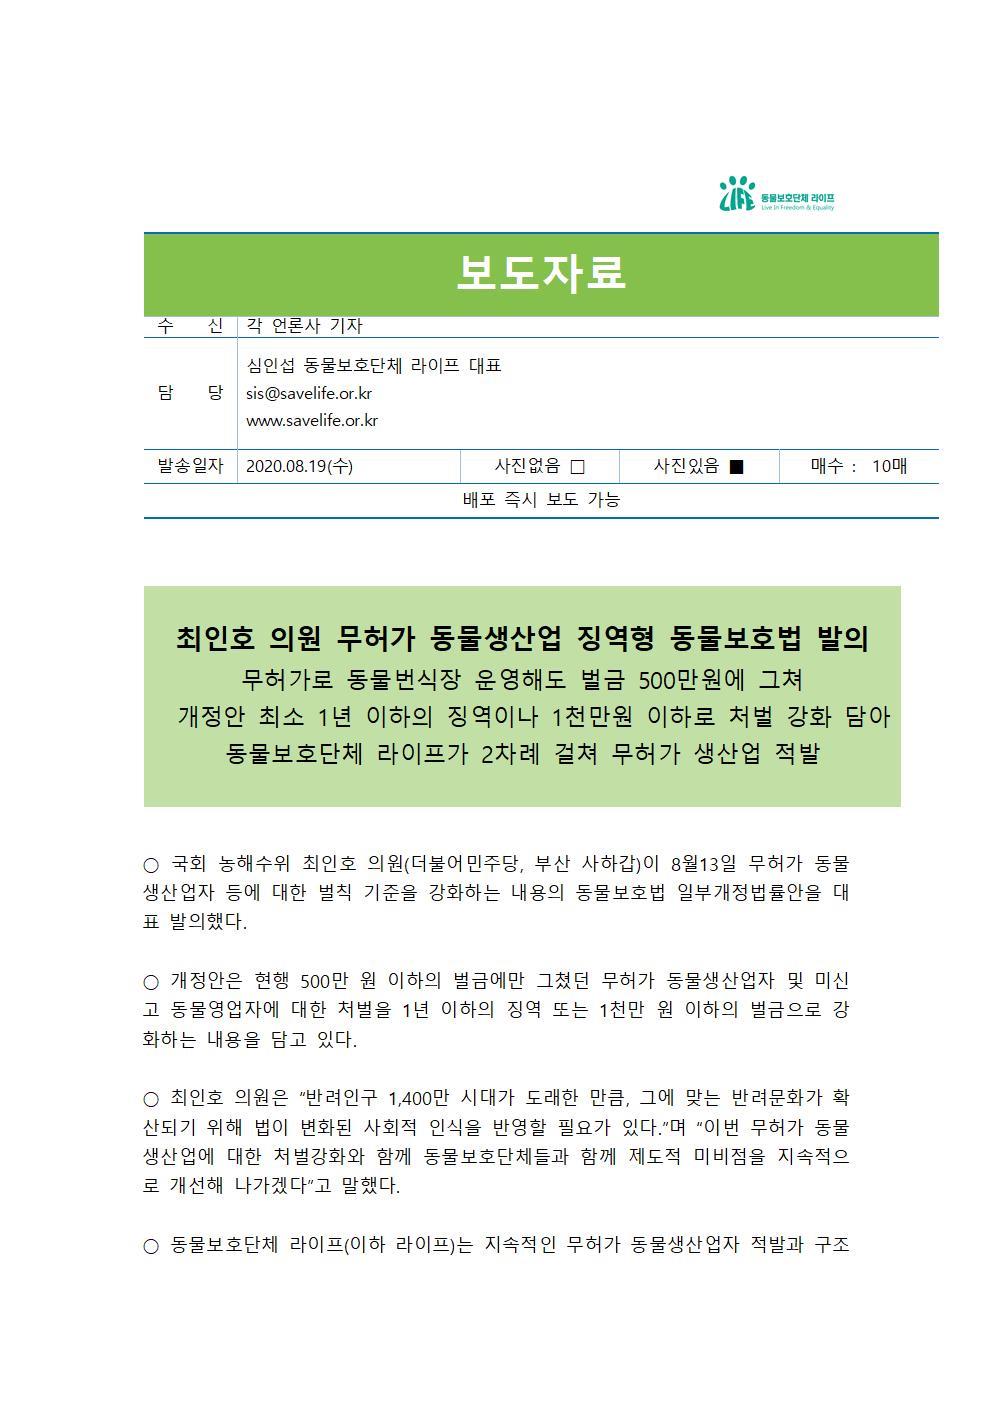 LIFE 동물보호단체 라이프
Live In Freedom & Equality
보도자료
수 신 각 언론사 기자
담 당 심인섭 동물보호단체 라이프 대표
sis@savelife.or.kr
www.savelife.or.kr
발송일자 2020.08.19(수) 사진없음 □ 사진있음 ■ 매수 : 10매
배포 즉시 보도 가능
최인호 의원 무허가 동물생산업 징역형 동물보호법 발의
무허가로 동물번식장 운영해도 벌금 500만원에 그쳐
개정안 최소 1년 이하의 징역이나 1천만원 이하로 처벌 강화 담아
동물보호단체 라이프가 2차례 걸쳐 무허가 생산업 적발
○ 국회 농해수위 최인호 의원(더불어민주당, 부산 사하갑)이 8월13일 무허가 동물
생산업자 등에 대한 벌칙 기준을 강화하는 내용의 동물보호법 일부개정법률안을 대
표 발의했다.
○ 개정안은 현행 500만 원 이하의 벌금에만 그쳤던 무허가 동물생산업자 및 미신
고 동물영업자에 대한 처벌을 1년 이하의 징역 또는 1천만 원 이하의 벌금으로 강
화하는 내용을 담고 있다.
○ 최인호 의원은 “반려인구 1,400만 시대가 도래한 만큼, 그에 맞는 반려문화가 확
산되기 위해 법이 변화된 사회적 인식을 반영할 필요가 있다.”며 “이번 무허가 동물
생산업에 대한 처벌강화와 함께 동물보호단체들과 함께 제도적 미비점을 지속적으
로 개선해 나가겠다”고 말했다.
○ 동물보호단체 라이프(이하 라이프)는 지속적인 무허가 동물생산업자 적발과 구조